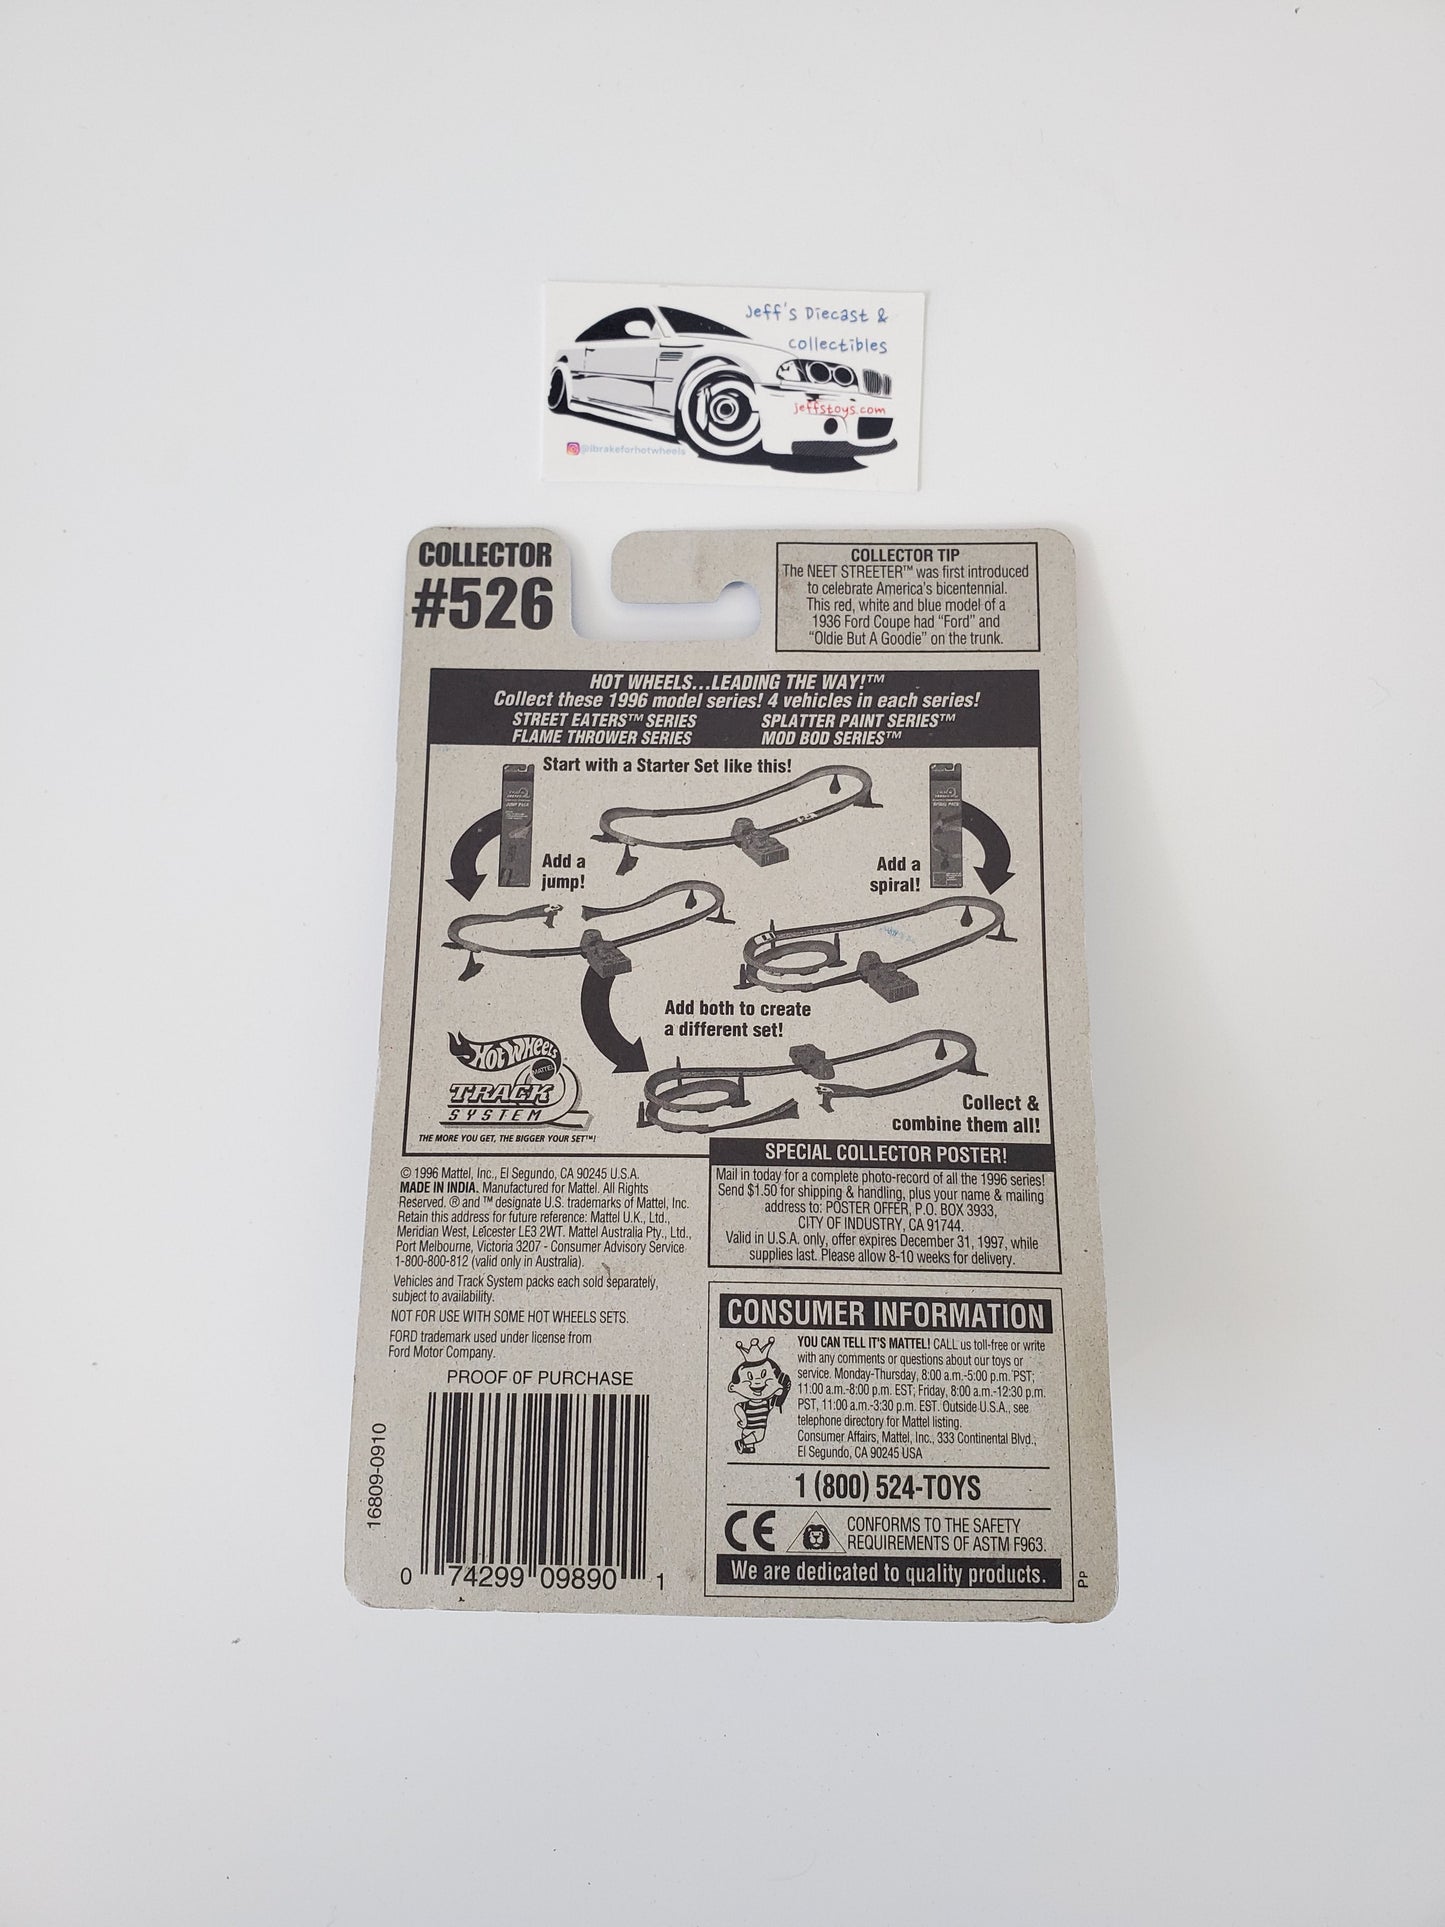 Jeff's Diecast &
collectibles
jeffstoys.com
@ibrakeforhotwheels
COLLECTOR
#526
COLLECTOR TIP
The NEET STREETER™ was first introduced
to celebrate America's bicentennial.
This red, white and blue model of a
1936 Ford Coupe had “Ford” and
“Oldie But A Goodie” on the trunk.
HOT WHEELS...LEADING THE WAY!™
Collect these 1996 model series! 4 vehicles in each series!
STREET EATERS™ SERIES SPLATTER PAINT SERIES™
FLAME THROWER SERIES MOD BOD SERIES™
Start with a Starter Set like this!
JUMP PACK
Add a
jump!
Add a
spiral!
Add both to create
a different set!
Hot Wheels
MATTEL
TRACK
SYSTEM
THE MORE YOU GET, THE BIGGER YOUR SET™!
Collect &
combine them all!
© 1996 Mattel, Inc., El Segundo, CA 90245 U.S.A.
MADE IN INDIA. Manufactured for Mattel. All Rights
Reserved. ® and ™ designate U.S. trademarks of Mattel, Inc.
Retain this address for future reference: Mattel U.K., Ltd.,
Meridian West, Leicester LE3 2WT. Mattel Australia Pty., Ltd.,
Port Melbourne, Victoria 3207 - Consumer Advisory Service
1-800-800-812 (valid only in Australia).
Vehicles and Track System packs each sold separately,
subject to availability.
NOT FOR USE WITH SOME HOT WHEELS SETS.
FORD trademark used under license from
Ford Motor Company.
PROOF OF PURCHASE
16809-0910
0 74299 09890 1
SPECIAL COLLECTOR POSTER!
Mail in today for a complete photo-record of all the 1996 series!
Send $1.50 for shipping & handling, plus your name & mailing
address to: POSTER OFFER, P.O. BOX 3933,
CITY OF INDUSTRY, CA 91744.
Valid in U.S.A. only, offer expires December 31, 1997, while
supplies last. Please allow 8-10 weeks for delivery.
CONSUMER INFORMATION
YOU CAN TELL IT'S MATTEL! CALL us toll-free or write
with any comments or questions about our toys or
service. Monday-Thursday, 8:00 a.m.-5:00 p.m. PST;
11:00 a.m.-8:00 p.m. EST; Friday, 8:00 a.m.-12:30 p.m.
PST, 11:00 a.m.-3:30 p.m. EST. Outside U.S.A., see
telephone directory for Mattel listing.
Consumer Affairs, Mattel, Inc., 333 Continental Blvd.,
El Segundo, CA 90245 USA
1 (800) 524-TOYS
CE
CONFORMS TO THE SAFETY
REQUIREMENTS OF ASTM F963.
We are dedicated to quality products.
Pp